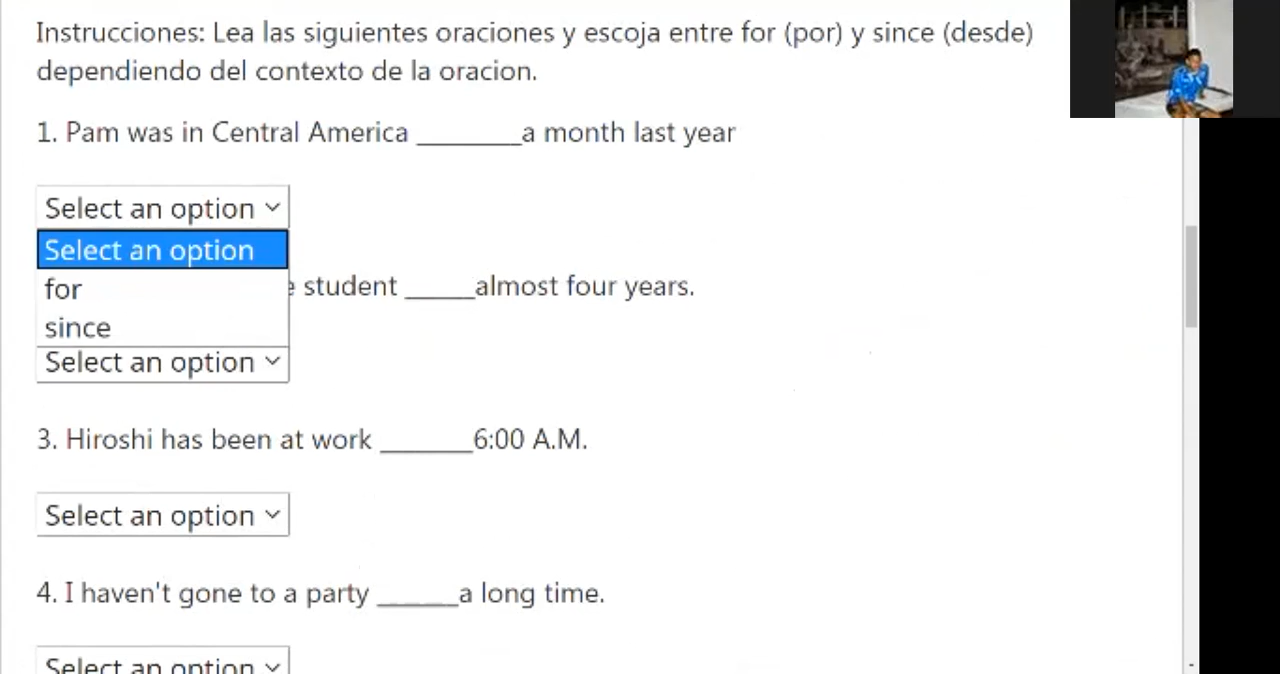 Instrucciones: Lea las siguientes oraciones y escoja entre for (por) y since (desde)
dependiendo del contexto de la oracion.
1. Pam was in Central America ________a month last year
Select an option
Select an option
for
student _____almost four years.
since
Select an option
3. Hiroshi has been at work _______6:00 A.M.
Select an option
4. I haven't gone to a party ______a long time.
Select an option